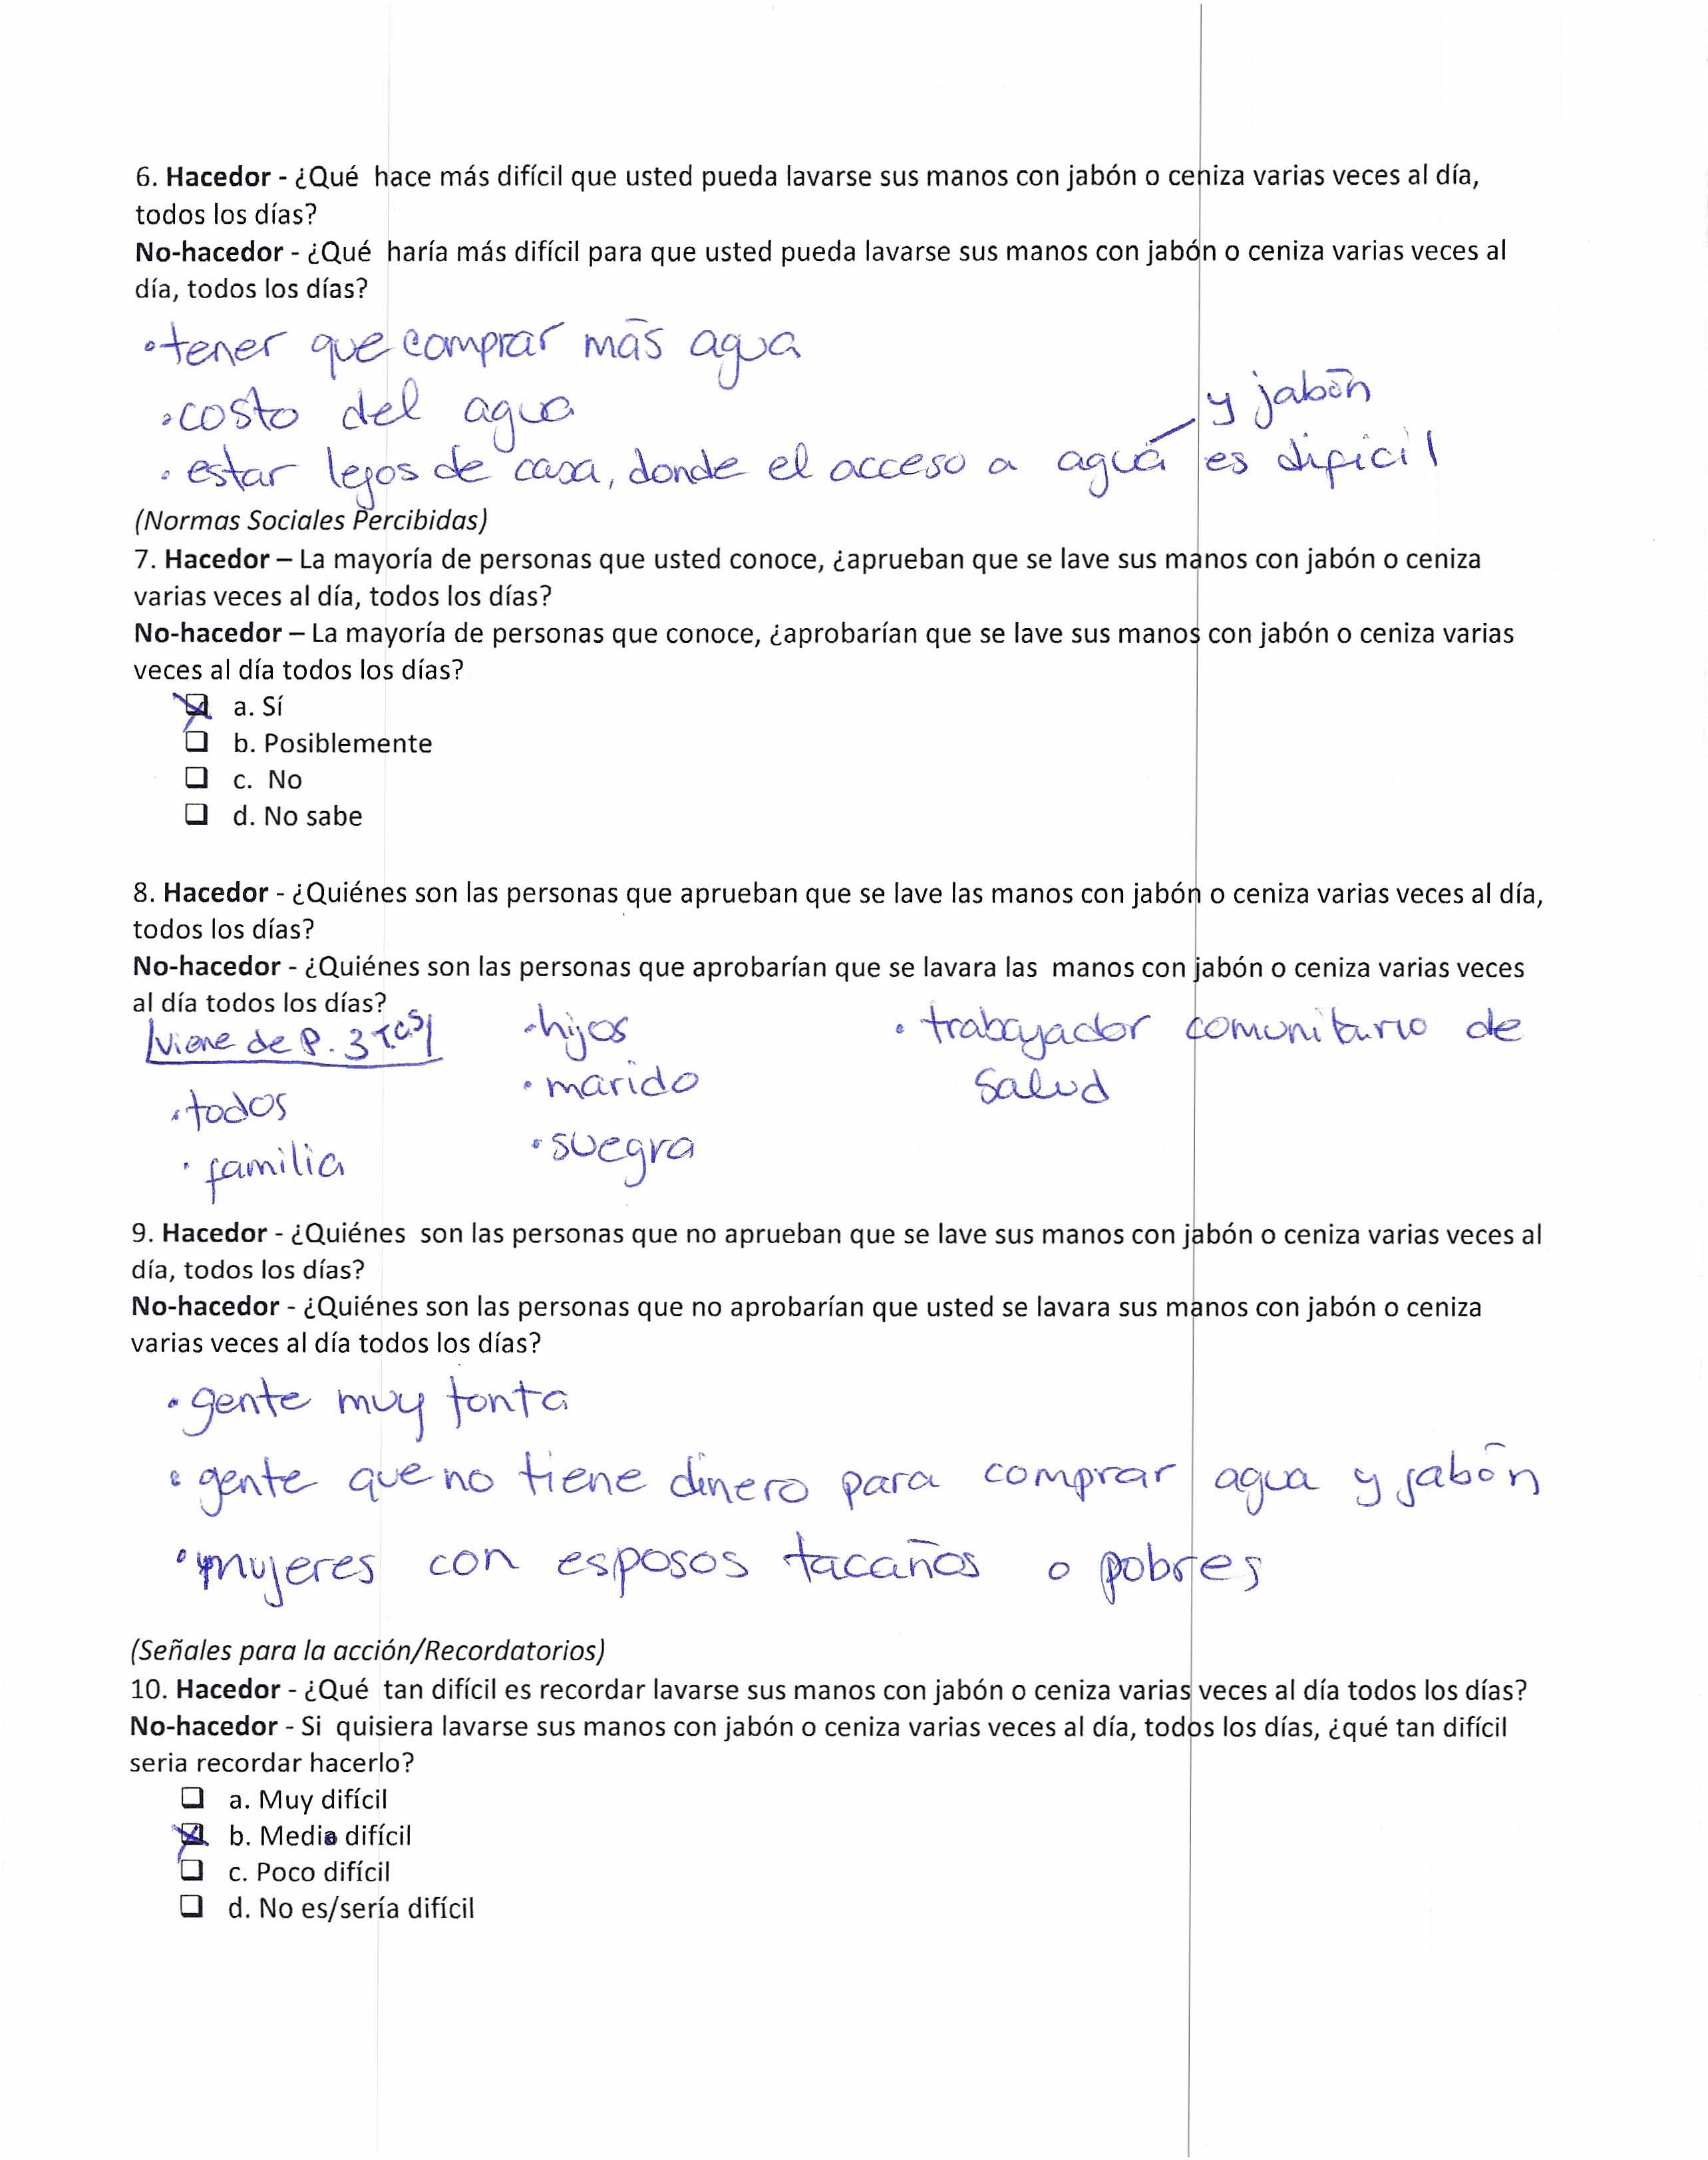 6. Hacedor - ¿Qué hace más difícil que usted pueda lavarse sus manos con jabón o ceniza varias veces al día,
todos los días?
No-hacedor - ¿Qué haría más difícil para que usted pueda lavarse sus manos con jabón o ceniza varias veces al
día, todos los días?
• tener que comprar más agua
• costo del agua
y jabón
• estar lejos de casa, donde el acceso a agua es dificil
(Normas Sociales Percibidas)
7. Hacedor – La mayoría de personas que usted conoce, ¿aprueban que se lave sus manos con jabón o ceniza
varias veces al día, todos los días?
No-hacedor – La mayoría de personas que conoce, ¿aprobarían que se lave sus manos con jabón o ceniza varias
veces al día todos los días?
a. Sí
b. Posiblemente
c. No
d. No sabe
8. Hacedor - ¿Quiénes son las personas que aprueban que se lave las manos con jabón o ceniza varias veces al día,
todos los días?
No-hacedor - ¿Quiénes son las personas que aprobarían que se lavara las manos con jabón o ceniza varias veces
al día todos los días?
viene de P. 3
• todos
• familia
• hijos
• marido
• suegra
• trabajador comunitario de
salud
9. Hacedor - ¿Quiénes son las personas que no aprueban que se lave sus manos con jabón o ceniza varias veces al
día, todos los días?
No-hacedor - ¿Quiénes son las personas que no aprobarían que usted se lavara sus manos con jabón o ceniza
varias veces al día todos los días?
• gente muy tonta
• gente que no tiene dinero para comprar agua y jabón
• mujeres con esposos tacaños o pobres
(Señales para la acción/Recordatorios)
10. Hacedor - ¿Qué tan difícil es recordar lavarse sus manos con jabón o ceniza varias veces al día todos los días?
No-hacedor - Si quisiera lavarse sus manos con jabón o ceniza varias veces al día, todos los días, ¿qué tan difícil
seria recordar hacerlo?
a. Muy difícil
b. Medio difícil
c. Poco difícil
d. No es/sería difícil